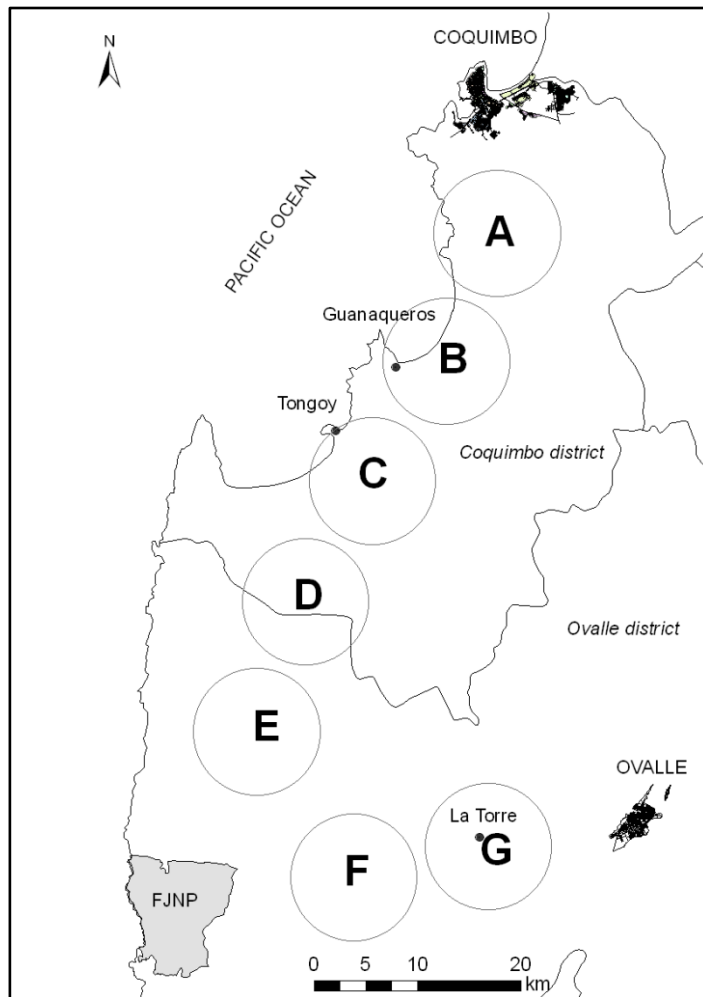 COQUIMBO
N
A
PACIFIC OCEAN
Guanaqueros
B
Tongoy
Coquimbo district
C
D
Ovalle district
E
OVALLE
La Torre
G
F
FJNP
0 5 10 20
km